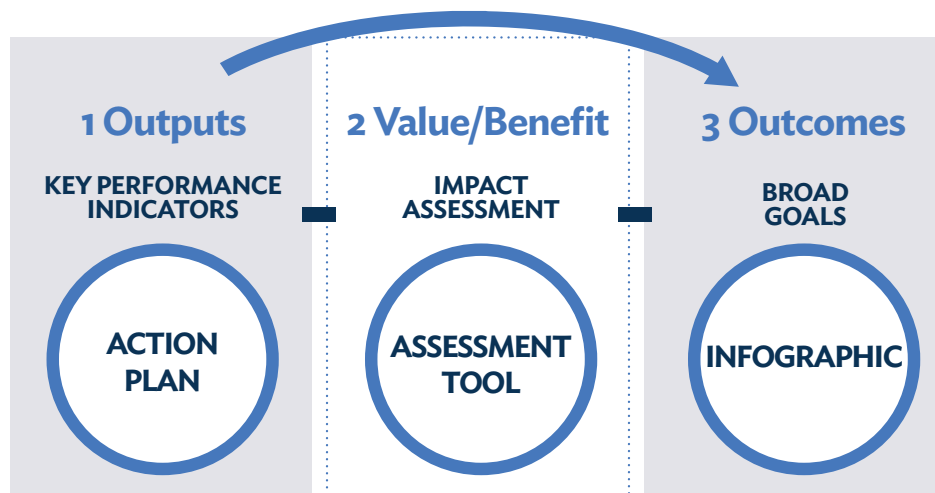 1 Outputs
KEY PERFORMANCE
INDICATORS
ACTION
PLAN
2 Value/Benefit
IMPACT
ASSESSMENT
ASSESSMENT
TOOL
3 Outcomes
BROAD
GOALS
INFOGRAPHIC